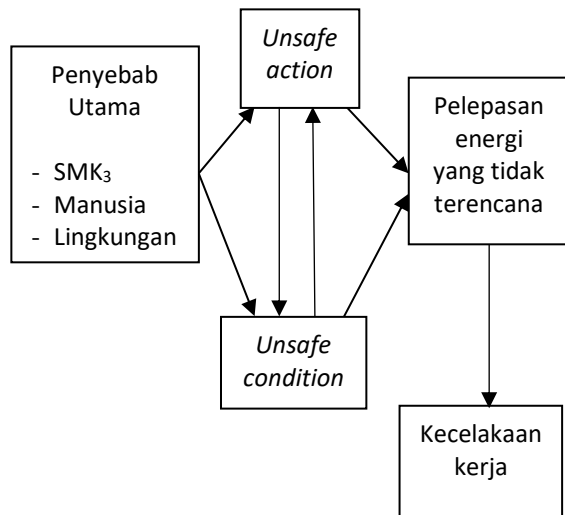 Penyebab
Utama
- SMK₃
- Manusia
- Lingkungan
Unsafe
action
Unsafe
condition
Pelepasan
energi
yang tidak
terencana
Kecelakaan
kerja